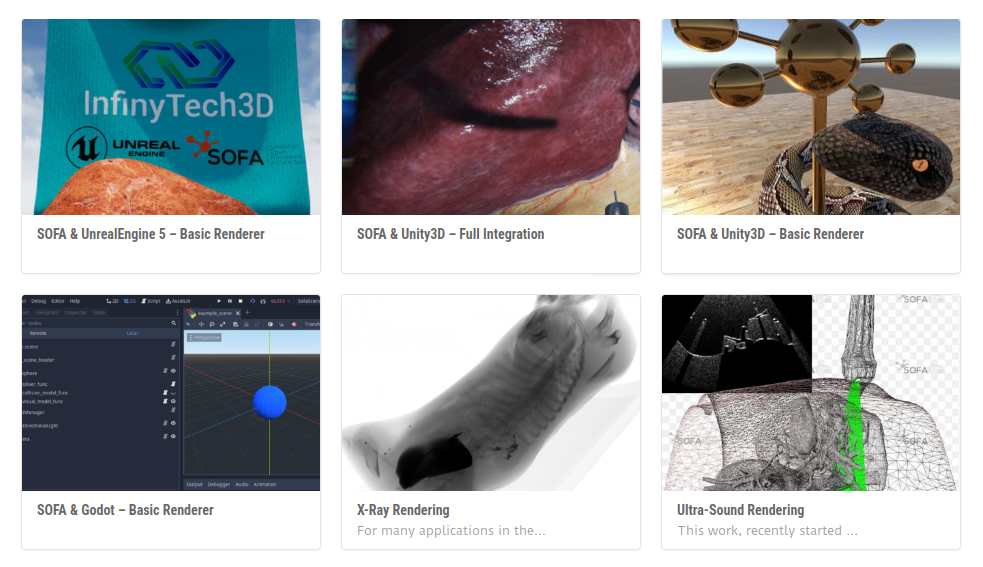 InfinyTech3D
UNREAL
ENGINE
SOFA
SOFA & UnrealEngine 5 – Basic Renderer
SOFA & Unity3D – Full Integration
SOFA & Unity3D – Basic Renderer
Debug Editor Help 2D 3D Script AssetLib
example_scene
Remote Local
Perspective
Output Debugger Audio Animation
SOFA & Godot – Basic Renderer
X-Ray Rendering
For many applications in the...
SOFA
SOFA
SOFA
SOFA
Ultra-Sound Rendering
This work, recently started ...